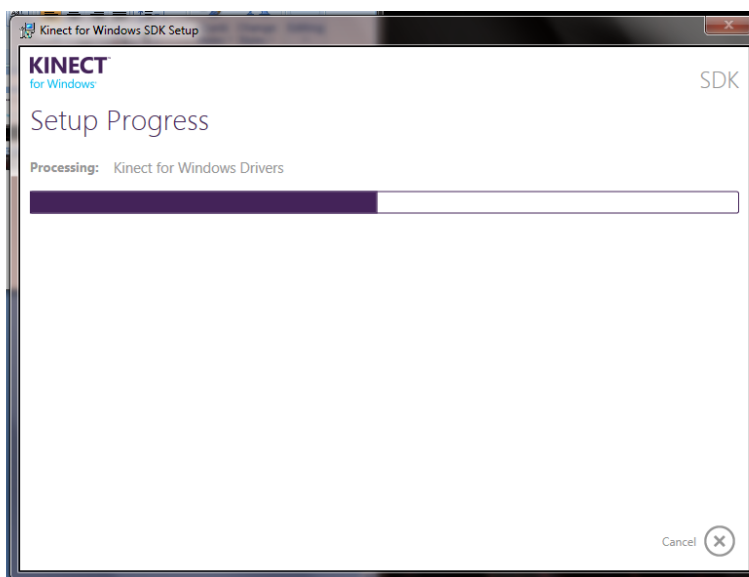 Kinect for Windows SDK Setup
KINECT
for Windows
SDK
Setup Progress
Processing: Kinect for Windows Drivers
Cancel